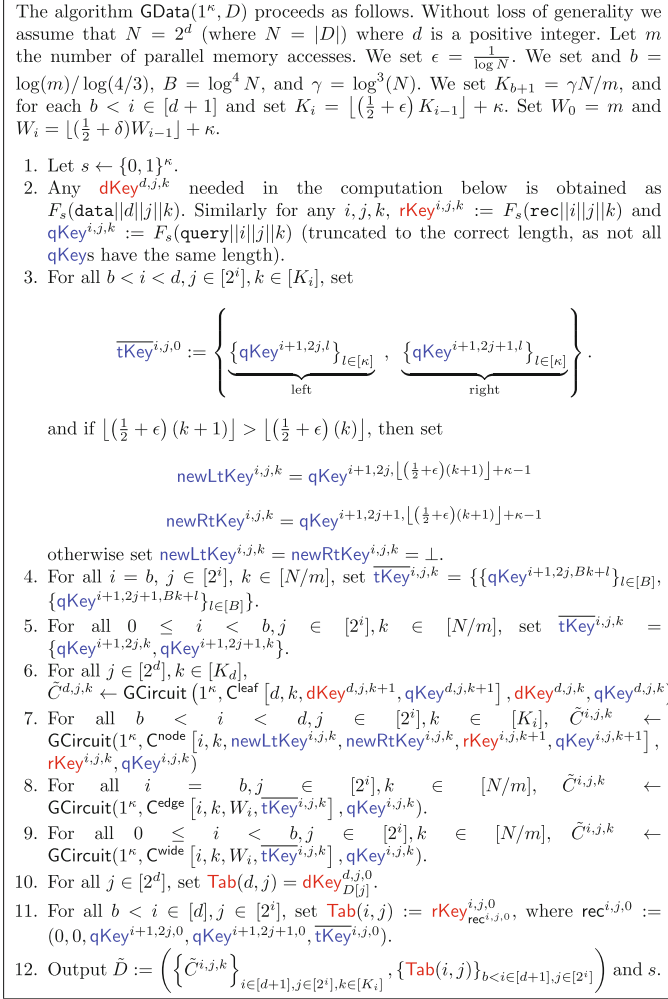 The algorithm GData(1^κ, D) proceeds as follows. Without loss of generality we
assume that N = 2^d (where N = |D|) where d is a positive integer. Let m
the number of parallel memory accesses. We set ϵ = 1/log N. We set and b =
log(m)/ log(4/3), B = log^4 N, and γ = log^3(N). We set K_{b+1} = γN/m, and
for each b < i ∈ [d + 1] and set K_i = ⌊(1/2 + ϵ) K_{i−1}⌋ + κ. Set W_0 = m and
W_i = ⌊(1/2 + δ)W_{i−1}⌋ + κ.
1. Let s ← {0, 1}^κ.
2. Any dKey^{d,j,k} needed in the computation below is obtained as
F_s(data||d||j||k). Similarly for any i, j, k, rKey^{i,j,k} := F_s(rec||i||j||k) and
qKey^{i,j,k} := F_s(query||i||j||k) (truncated to the correct length, as not all
qKeys have the same length).
3. For all b < i < d, j ∈ [2^i], k ∈ [K_i], set
\overline{tKey}^{i,j,0} := { {qKey^{i+1,2j,l}}_{l∈[κ]} , {qKey^{i+1,2j+1,l}}_{l∈[κ]} } .
left right
and if ⌊(1/2 + ϵ) (k + 1)⌋ > ⌊(1/2 + ϵ) (k)⌋, then set
newLtKey^{i,j,k} = qKey^{i+1,2j,⌊(1/2+ϵ)(k+1)⌋+κ−1}
newRtKey^{i,j,k} = qKey^{i+1,2j+1,⌊(1/2+ϵ)(k+1)⌋+κ−1}
otherwise set newLtKey^{i,j,k} = newRtKey^{i,j,k} = ⊥.
4. For all i = b, j ∈ [2^i], k ∈ [N/m], set \overline{tKey}^{i,j,k} = {{qKey^{i+1,2j,Bk+l}}_{l∈[B]},
{qKey^{i+1,2j+1,Bk+l}}_{l∈[B]}}.
5. For all 0 ≤ i < b, j ∈ [2^i], k ∈ [N/m], set \overline{tKey}^{i,j,k} =
{qKey^{i+1,2j,k}, qKey^{i+1,2j+1,k}}.
6. For all j ∈ [2^d], k ∈ [K_d],
C̃^{d,j,k} ← GCircuit (1^κ, C^{leaf} [d, k, dKey^{d,j,k+1}, qKey^{d,j,k+1}] , dKey^{d,j,k}, qKey^{d,j,k})
7. For all b < i < d, j ∈ [2^i], k ∈ [K_i], C̃^{i,j,k} ←
GCircuit(1^κ, C^{node} [i, k, newLtKey^{i,j,k}, newRtKey^{i,j,k}, rKey^{i,j,k+1}, qKey^{i,j,k+1}] ,
rKey^{i,j,k}, qKey^{i,j,k})
8. For all i = b, j ∈ [2^i], k ∈ [N/m], C̃^{i,j,k} ←
GCircuit(1^κ, C^{edge} [i, k, W_i, \overline{tKey}^{i,j,k}] , qKey^{i,j,k}).
9. For all 0 ≤ i < b, j ∈ [2^i], k ∈ [N/m], C̃^{i,j,k} ←
GCircuit(1^κ, C^{wide} [i, k, W_i, \overline{tKey}^{i,j,k}] , qKey^{i,j,k}).
10. For all j ∈ [2^d], set Tab(d, j) = dKey^{d,j,0}_{D[j]}.
11. For all b < i ∈ [d], j ∈ [2^i], set Tab(i, j) := rKey^{i,j,0}_{rec^{i,j,0}}, where rec^{i,j,0} :=
(0, 0, qKey^{i+1,2j,0}, qKey^{i+1,2j+1,0}, \overline{tKey}^{i,j,0}).
12. Output D̃ := ( {C̃^{i,j,k}}_{i∈[d+1],j∈[2^i],k∈[K_i]} , {Tab(i, j)}_{b<i∈[d+1],j∈[2^i]} ) and s.